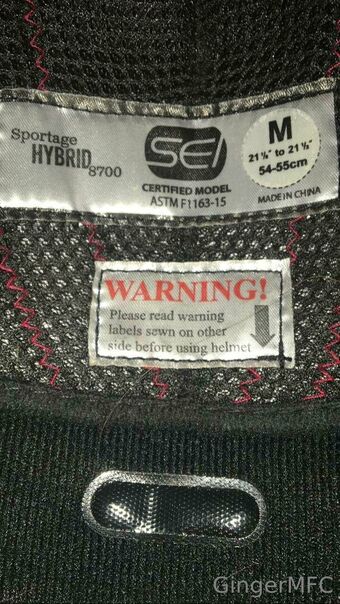 Sportage
HYBRID
8700
SEI
CERTIFIED MODEL
ASTM F1163-15
M
21 ¼" to 21 ⅝"
54-55cm
MADE IN CHINA
WARNING!
Please read warning
labels sewn on other
side before using helmet
GingerMFC